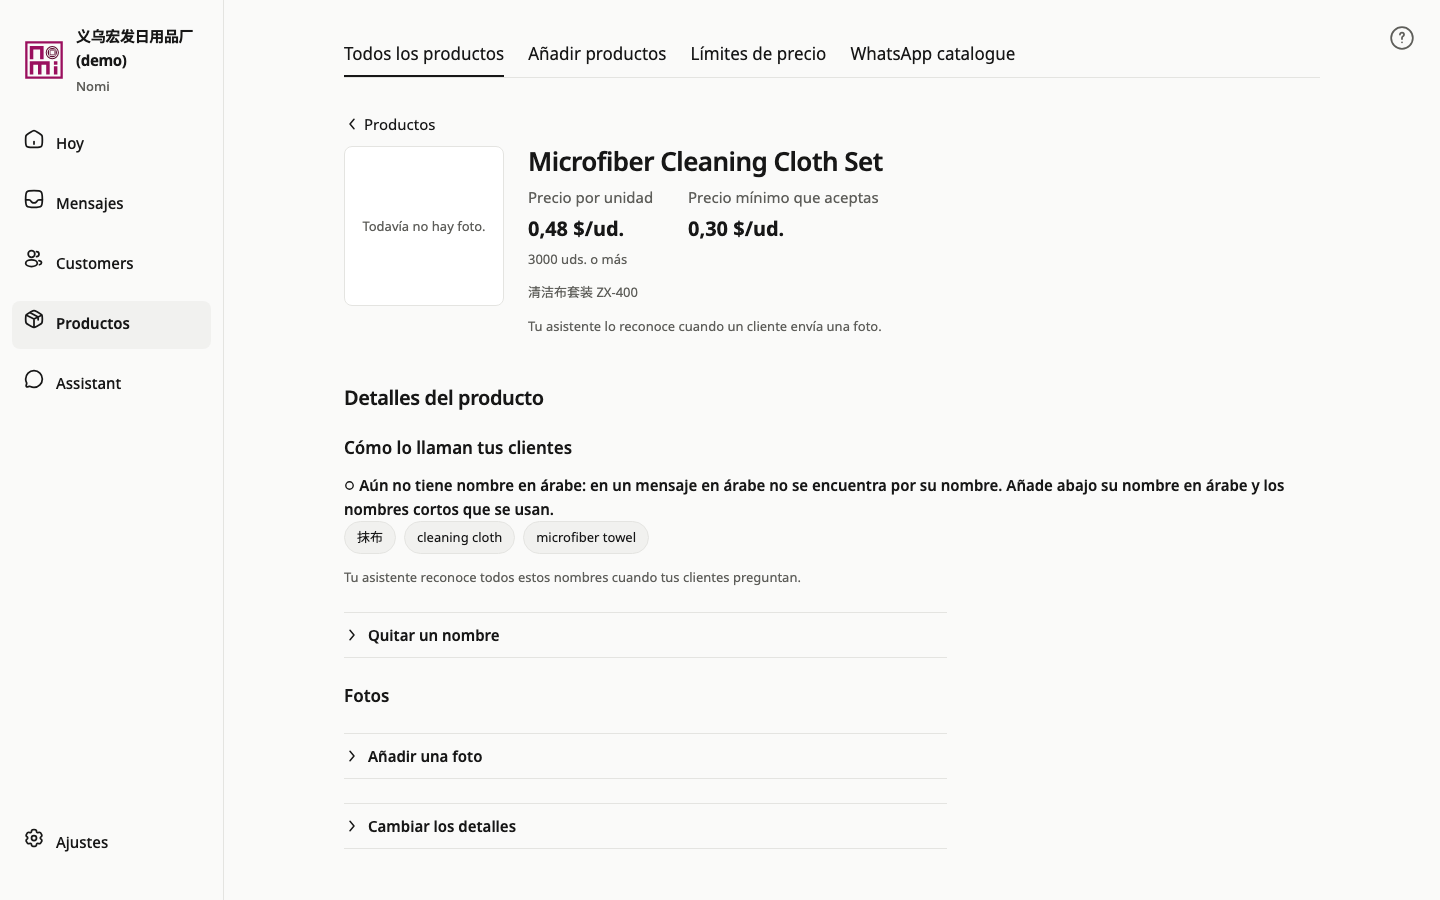 义乌宏发日用品厂
(demo)
Nomi
Hoy
Mensajes
Customers
Productos
Assistant
Ajustes
Todos los productos
Añadir productos
Límites de precio
WhatsApp catalogue
Productos
Todavía no hay foto.
Microfiber Cleaning Cloth Set
Precio por unidad
Precio mínimo que aceptas
0,48 $/ud.
0,30 $/ud.
3000 uds. o más
清洁布套装 ZX-400
Tu asistente lo reconoce cuando un cliente envía una foto.
Detalles del producto
Cómo lo llaman tus clientes
Aún no tiene nombre en árabe: en un mensaje en árabe no se encuentra por su nombre. Añade abajo su nombre en árabe y los
nombres cortos que se usan.
抹布
cleaning cloth
microfiber towel
Tu asistente reconoce todos estos nombres cuando tus clientes preguntan.
Quitar un nombre
Fotos
Añadir una foto
Cambiar los detalles